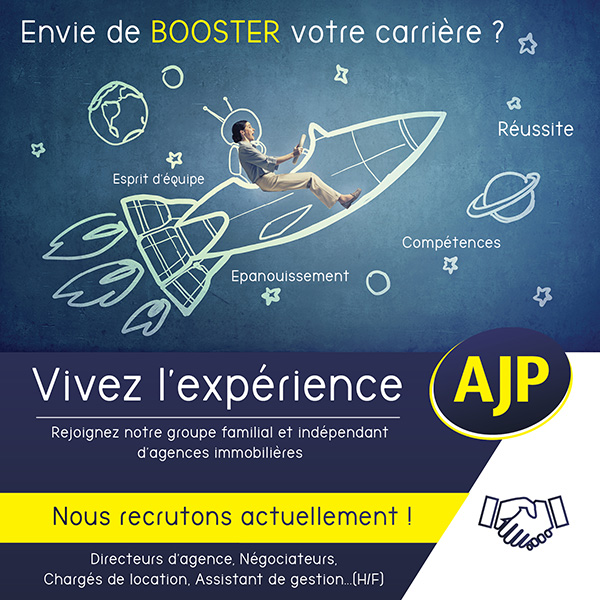 Envie de BOOSTER votre carrière ?
Réussite
Esprit d'équipe
Compétences
Epanouissement
Vivez l'expérience
AJP
Rejoignez notre groupe familial et indépendant
d'agences immobilières
Nous recrutons actuellement !
Directeurs d'agence, Négociateurs,
Chargés de location, Assistant de gestion...(H/F)